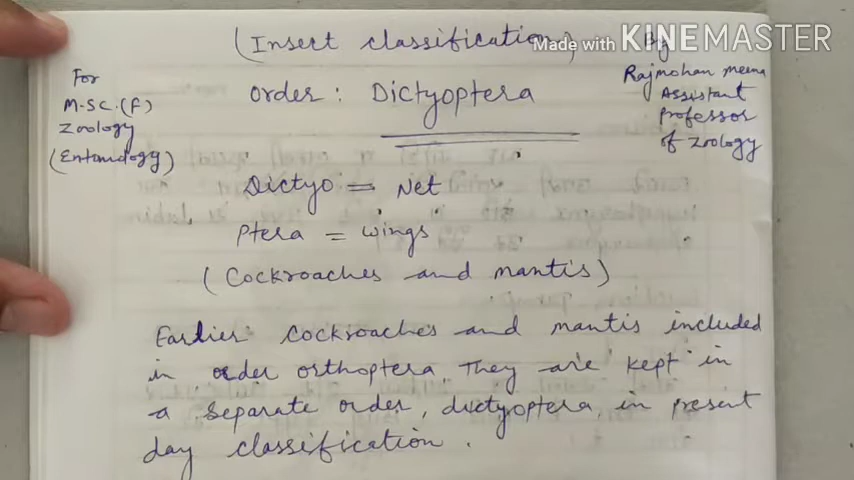 (Insect classification)
Made with KINEMASTER
By
Rajmohan meena
Assistant
professor
of zoology
For
M.SC.(F)
Zoology
(Entomology)
order: Dictyoptera
Dictyo = Net
Ptera = wings
(Cockroaches and mantis)
Earlier cockroaches and mantis included
in order orthoptera. They are kept in
a separate order, dictyoptera, in present
day classification.